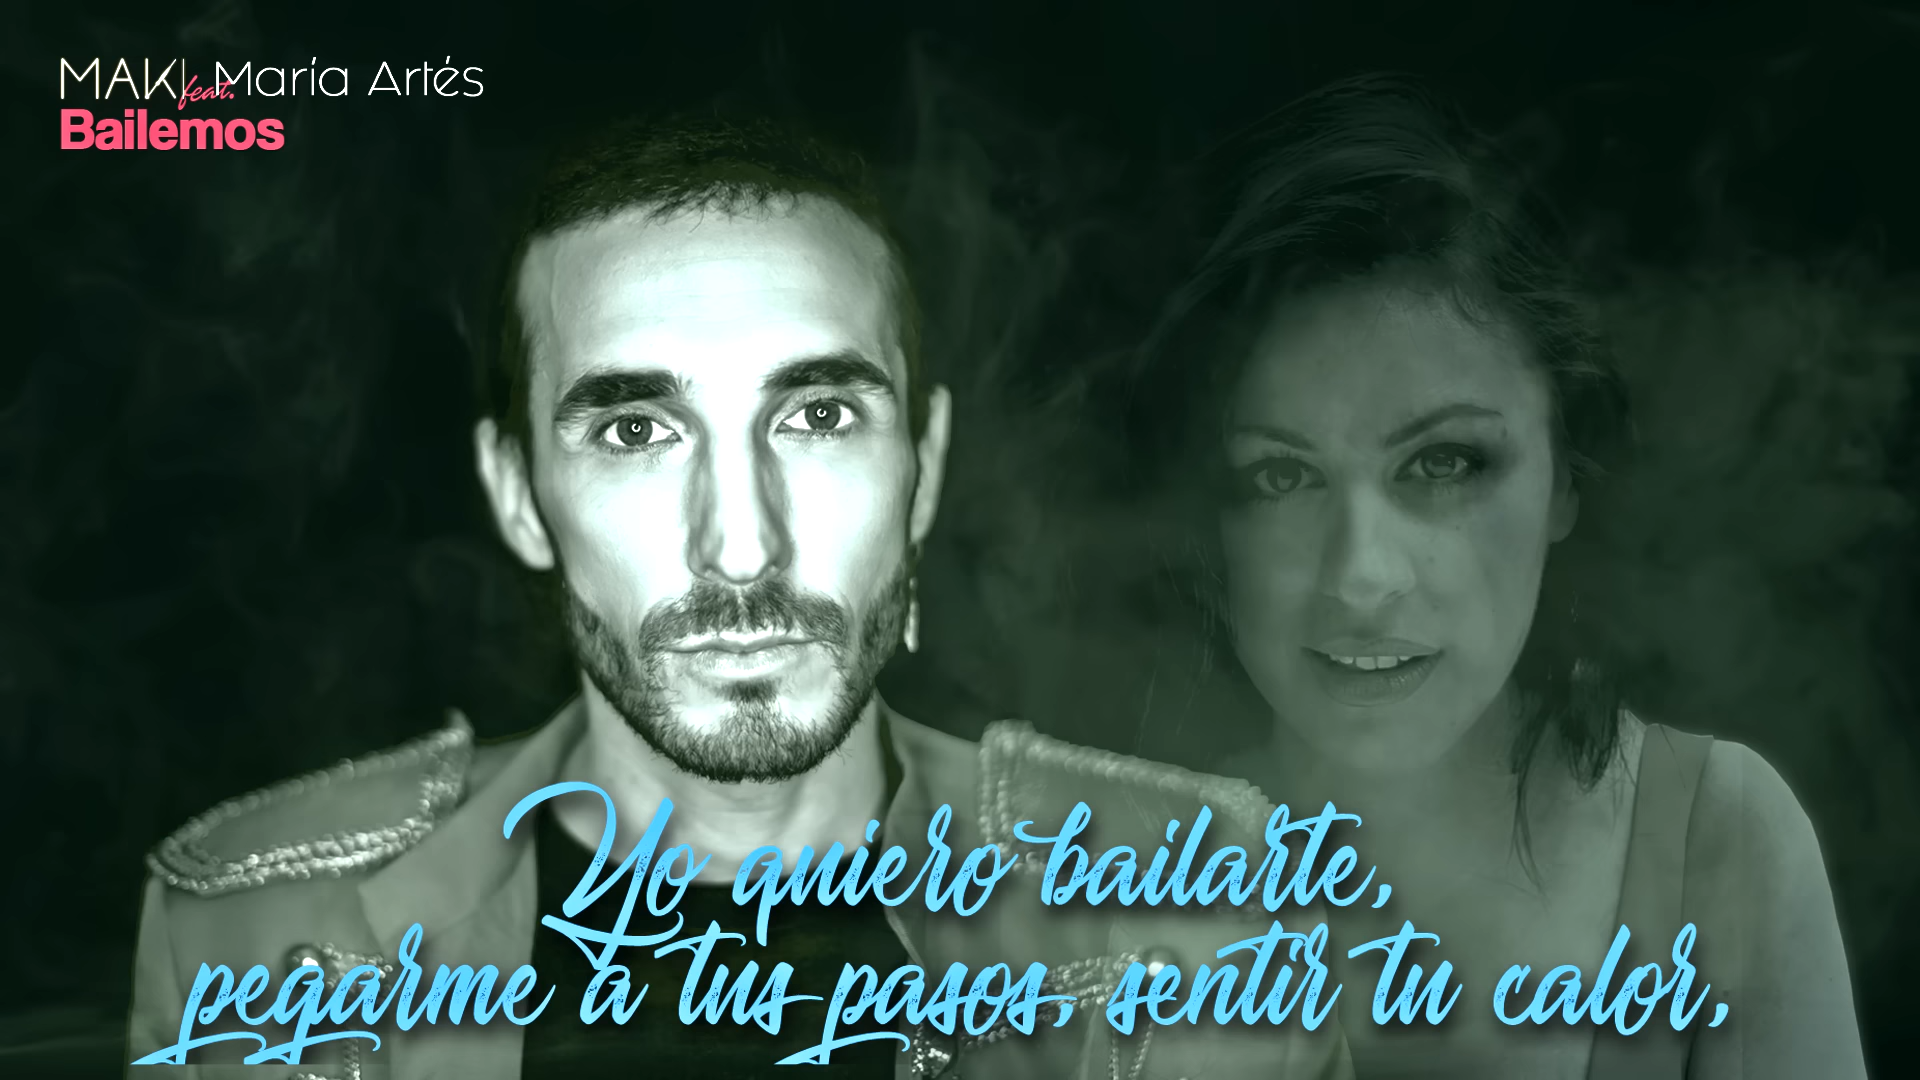 MAKI feat. María Artés
Bailemos
Yo quiero bailarte,
pegarme a tus pasos, sentir tu calor,